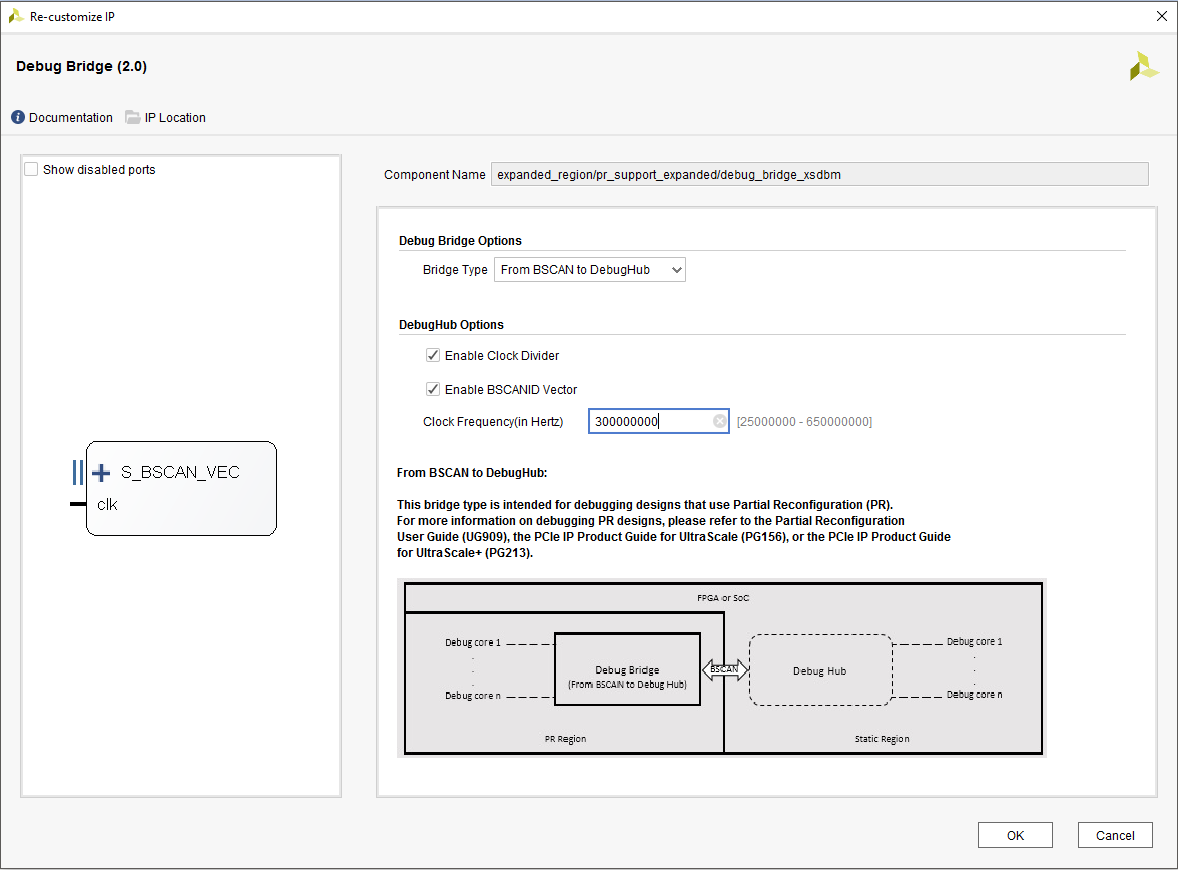 Re-customize IP
Debug Bridge (2.0)
Documentation
IP Location
Show disabled ports
S_BSCAN_VEC
clk
Component Name
expanded_region/pr_support_expanded/debug_bridge_xsdbm
Debug Bridge Options
Bridge Type
From BSCAN to DebugHub
DebugHub Options
Enable Clock Divider
Enable BSCANID Vector
Clock Frequency(in Hertz)
300000000
[25000000 - 650000000]
From BSCAN to DebugHub:
This bridge type is intended for debugging designs that use Partial Reconfiguration (PR).
For more information on debugging PR designs, please refer to the Partial Reconfiguration
User Guide (UG909), the PCIe IP Product Guide for UltraScale (PG156), or the PCIe IP Product Guide
for UltraScale+ (PG213).
FPGA or SoC
Debug core 1
Debug core n
Debug Bridge
(From BSCAN to Debug Hub)
BSCAN
Debug Hub
Debug core 1
Debug core n
PR Region
Static Region
OK
Cancel